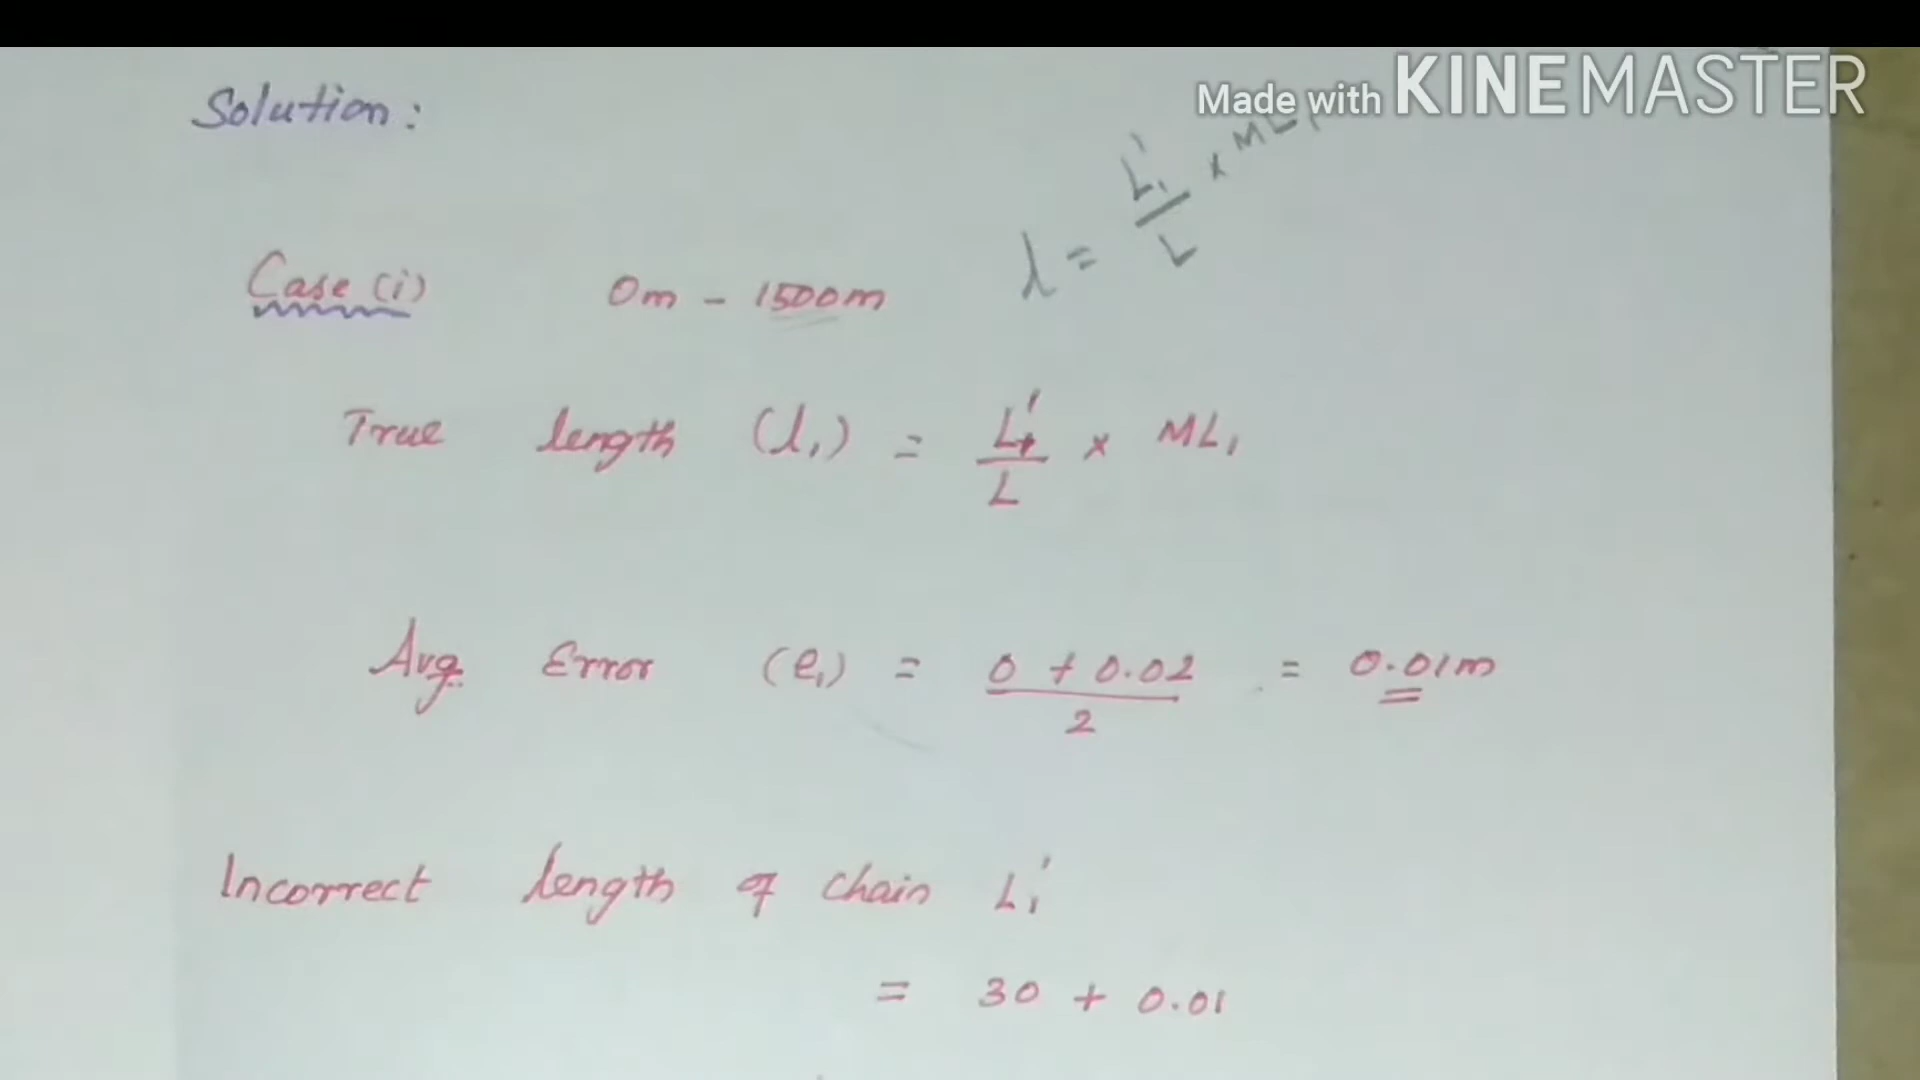 Made with KINEMASTER
Solution :
l = L₁' / L × ML₁
Case (i) 0m - 1500m
True length (l₁) = L₁' / L × ML₁
Avg. Error (e₁) = 0 + 0.02 / 2 = 0.01m
Incorrect length of chain L₁'
= 30 + 0.01